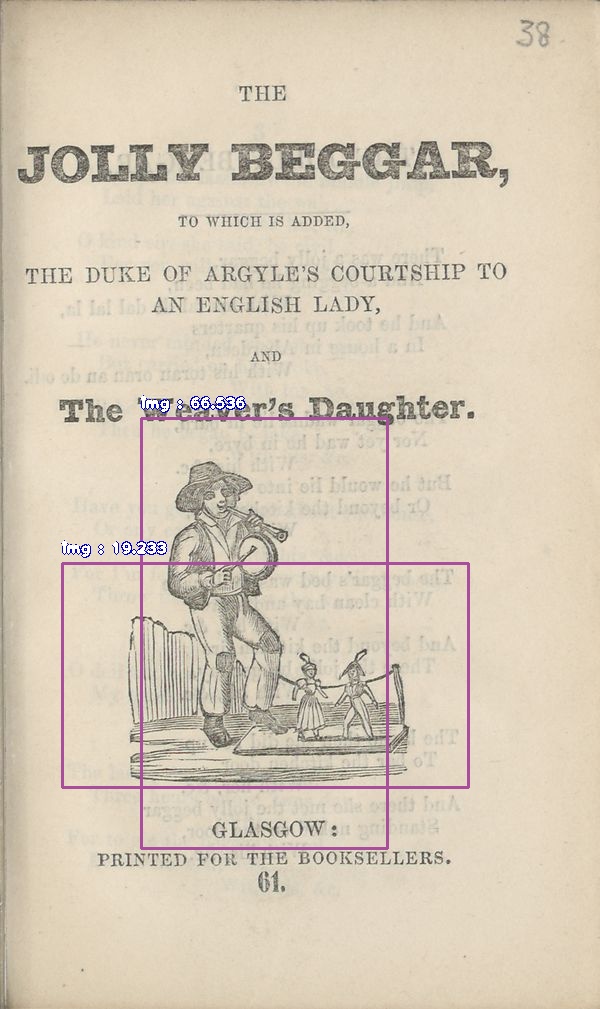 38
THE
JOLLY BEGGAR,
TO WHICH IS ADDED,
THE DUKE OF ARGYLE'S COURTSHIP TO
AN ENGLISH LADY,
AND
The Weaver's Daughter.
img : 66.536
img : 19.233
GLASGOW:
PRINTED FOR THE BOOKSELLERS.
61.